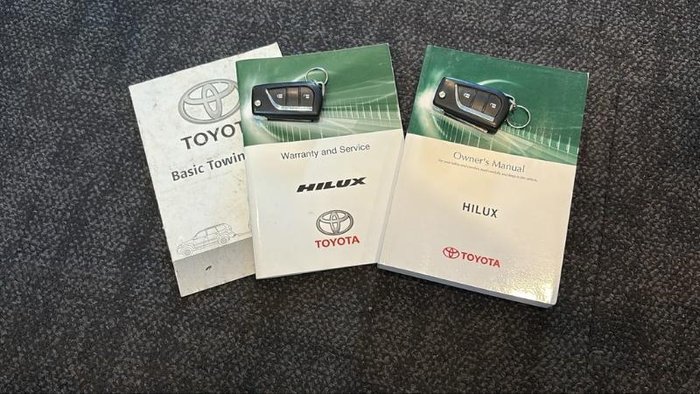 TOYOTA
Basic Towin
Warranty and Service
HILUX
TOYOTA
Owner's Manual
HILUX
TOYOTA